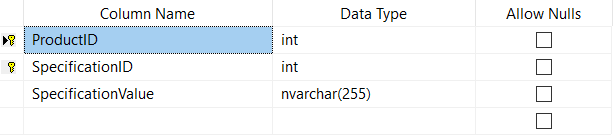 Column Name Data Type Allow Nulls
ProductID int
SpecificationID int
SpecificationValue nvarchar(255)